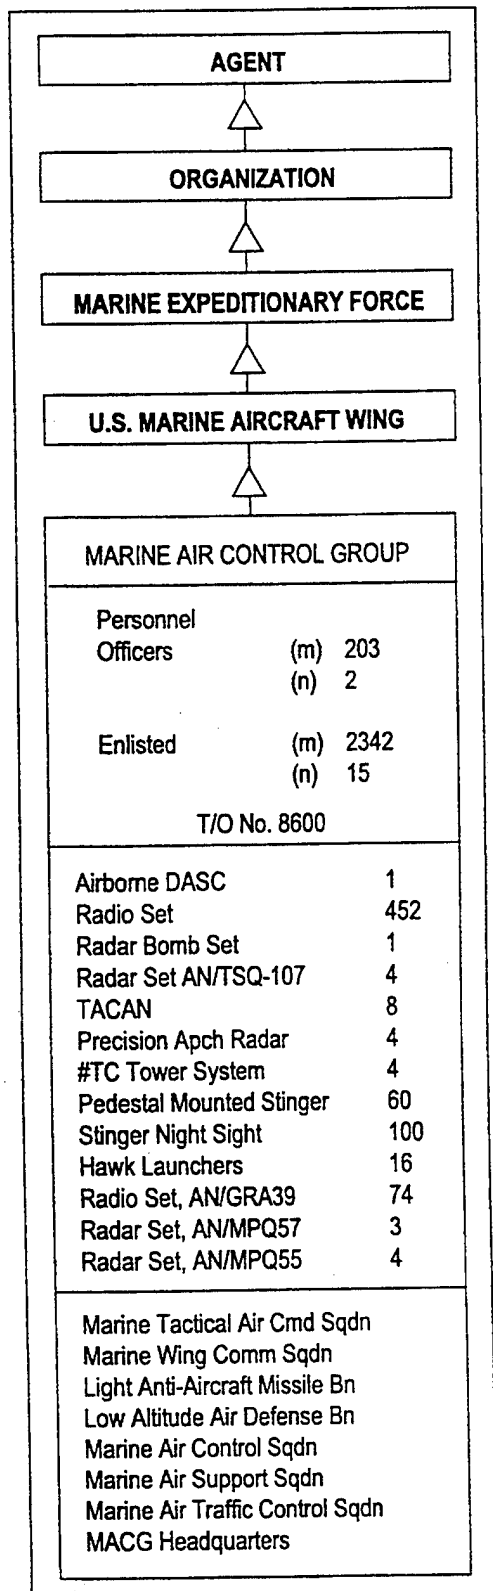 AGENT
ORGANIZATION
MARINE EXPEDITIONARY FORCE
U.S. MARINE AIRCRAFT WING
MARINE AIR CONTROL GROUP
Personnel
Officers (m) 203
(n) 2
Enlisted (m) 2342
(n) 15
T/O No. 8600
Airborne DASC 1
Radio Set 452
Radar Bomb Set 1
Radar Set AN/TSQ-107 4
TACAN 8
Precision Apch Radar 4
#TC Tower System 4
Pedestal Mounted Stinger 60
Stinger Night Sight 100
Hawk Launchers 16
Radio Set, AN/GRA39 74
Radar Set, AN/MPQ57 3
Radar Set, AN/MPQ55 4
Marine Tactical Air Cmd Sqdn
Marine Wing Comm Sqdn
Light Anti-Aircraft Missile Bn
Low Altitude Air Defense Bn
Marine Air Control Sqdn
Marine Air Support Sqdn
Marine Air Traffic Control Sqdn
MACG Headquarters